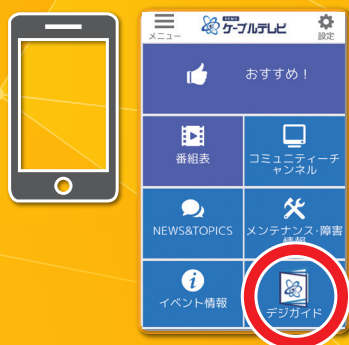 メニュー
DEMO
ケーブルテレビ
設定
おすすめ！
番組表
コミュニティーチ
ャンネル
NEWS&TOPICS
メンテナンス・障害
情報
イベント情報
デジガイド